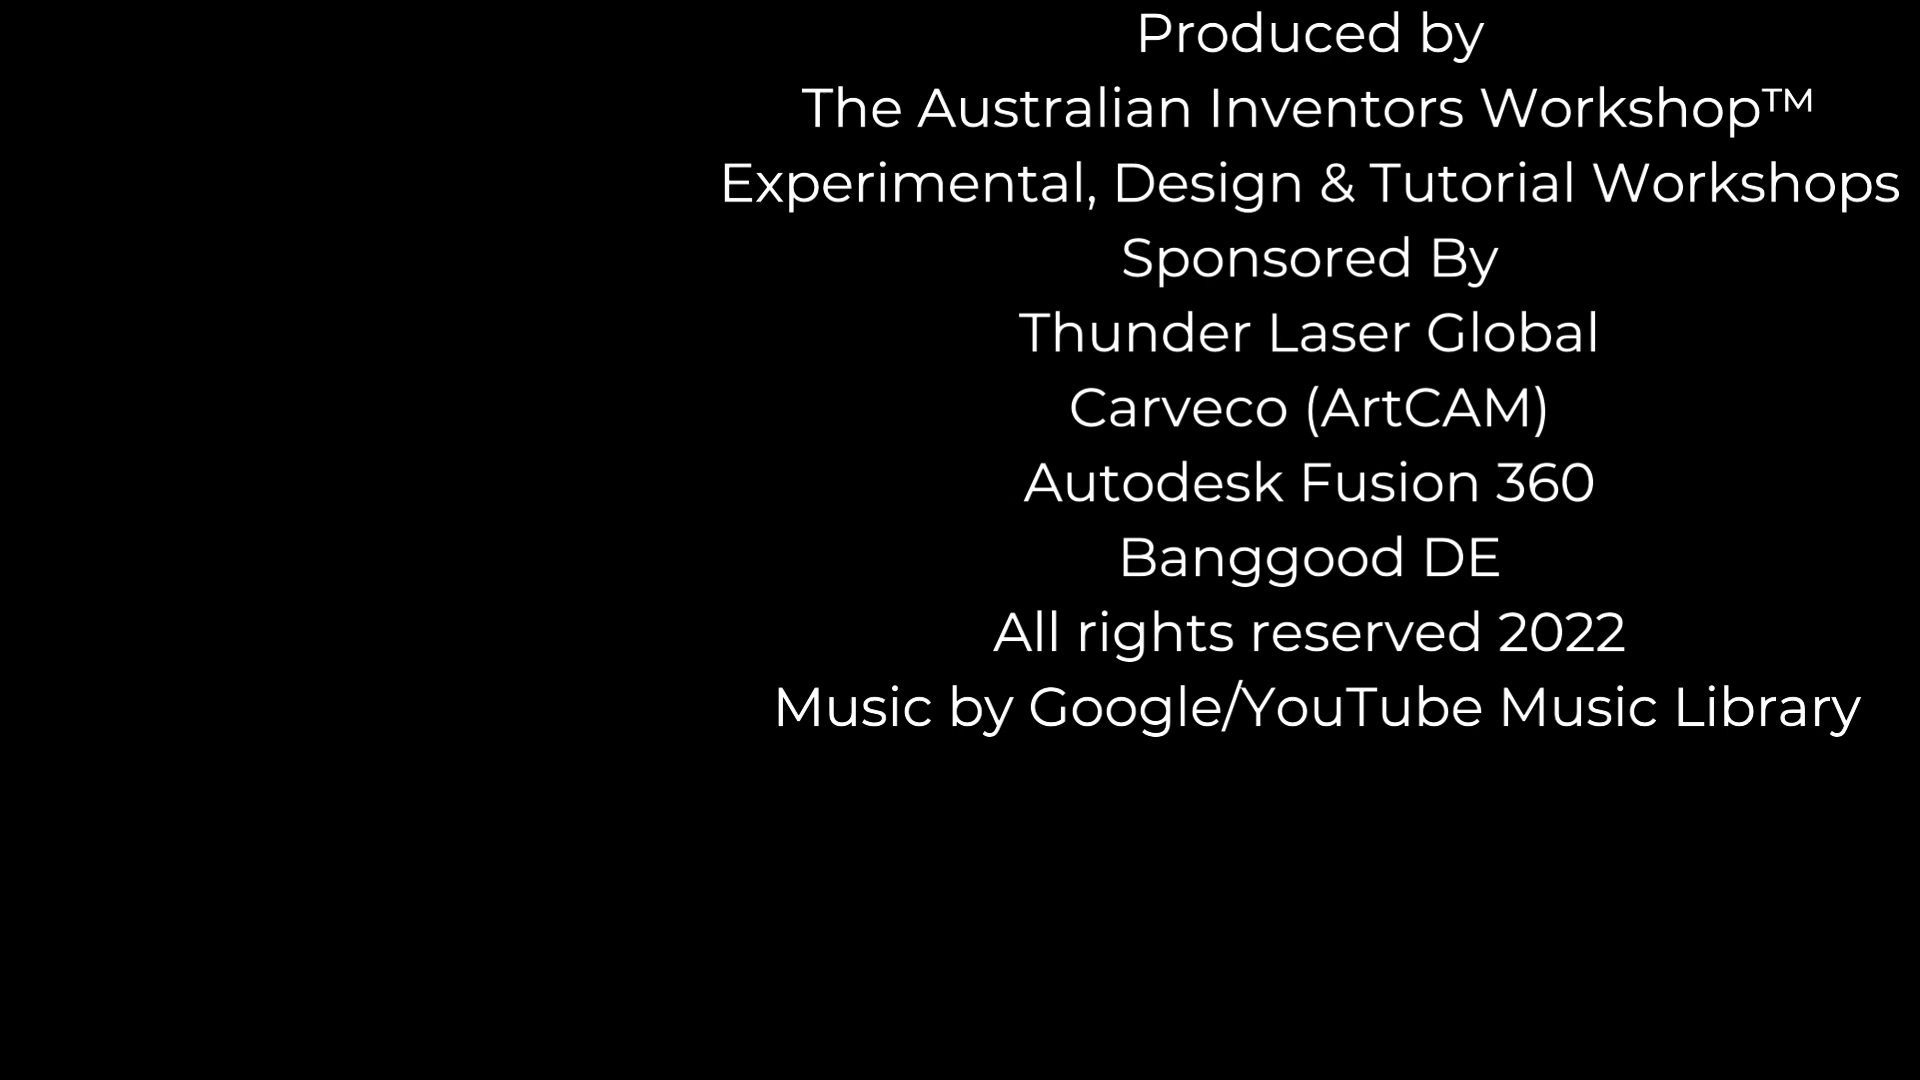 Produced by
The Australian Inventors Workshop™
Experimental, Design & Tutorial Workshops
Sponsored By
Thunder Laser Global
Carveco (ArtCAM)
Autodesk Fusion 360
Banggood DE
All rights reserved 2022
Music by Google/YouTube Music Library